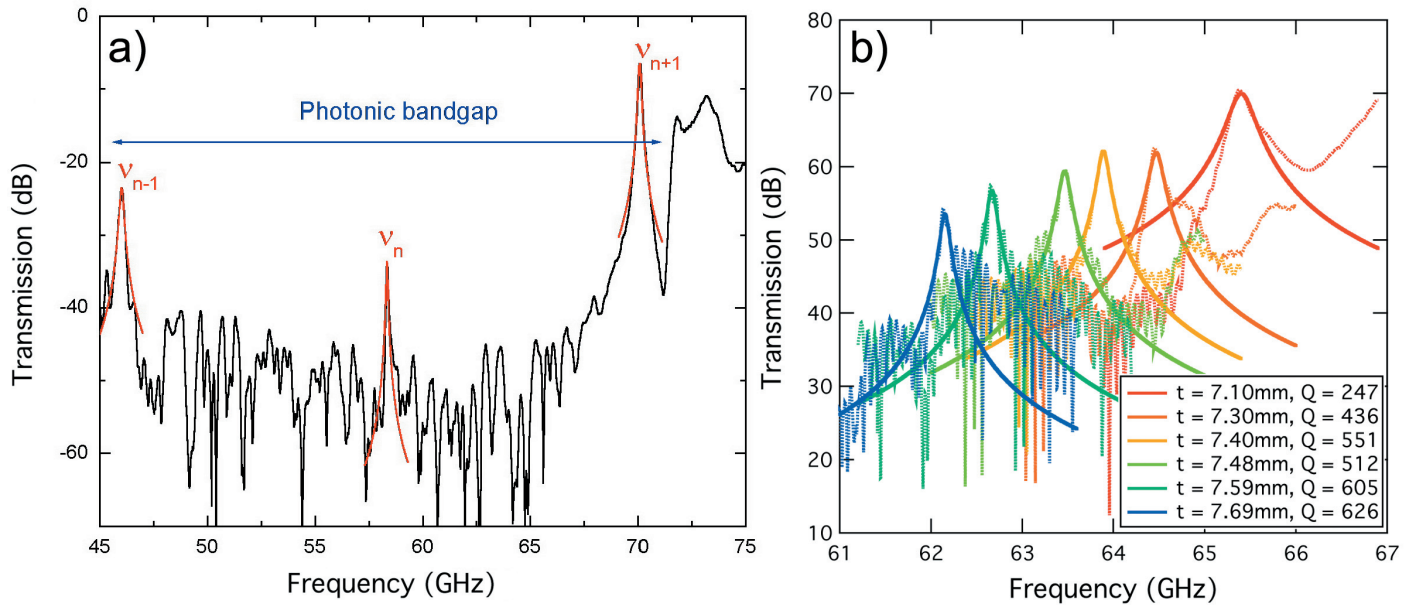 a)
ν n+1
Photonic bandgap
ν n-1
ν n
0
-20
-40
-60
Transmission (dB)
45 50 55 60 65 70 75
Frequency (GHz)
b)
80
70
60
50
40
30
20
10
Transmission (dB)
t = 7.10mm, Q = 247
t = 7.30mm, Q = 436
t = 7.40mm, Q = 551
t = 7.48mm, Q = 512
t = 7.59mm, Q = 605
t = 7.69mm, Q = 626
61 62 63 64 65 66 67
Frequency (GHz)